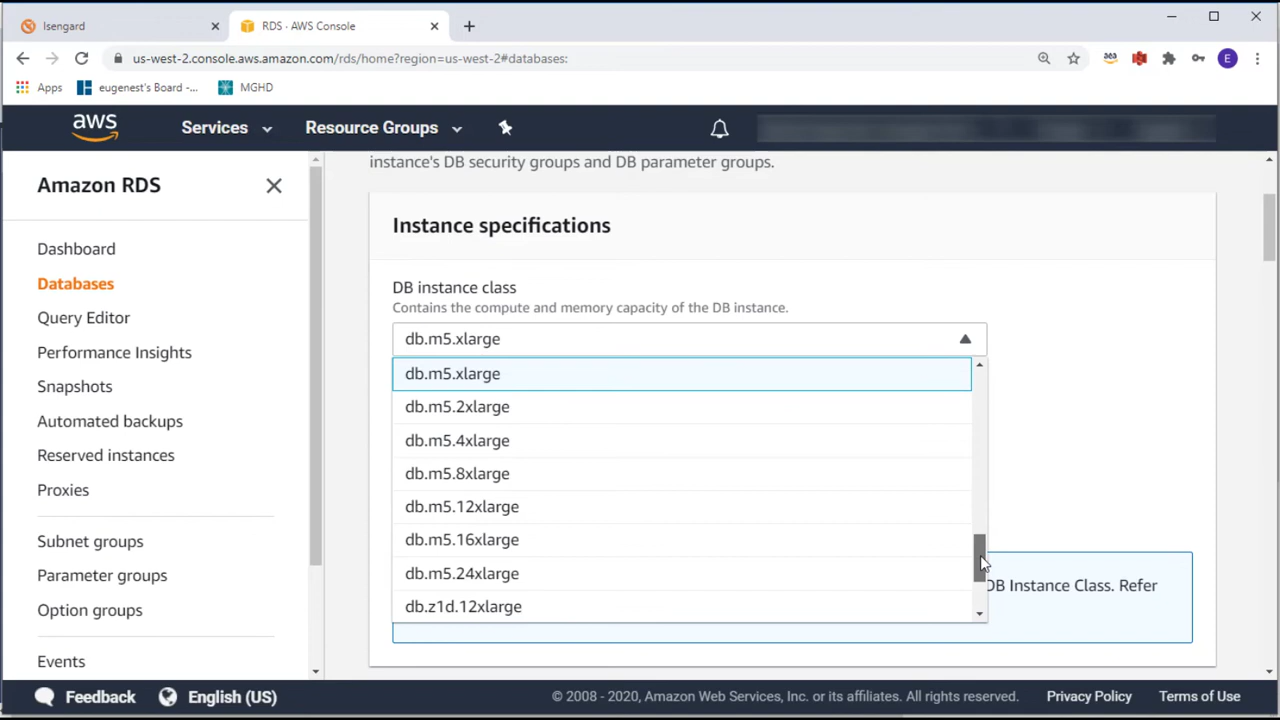 Isengard
RDS · AWS Console
us-west-2.console.aws.amazon.com/rds/home?region=us-west-2#databases:
E
Apps
eugenest's Board -...
MGHD
aws
Services
Resource Groups
Amazon RDS
Dashboard
Databases
Query Editor
Performance Insights
Snapshots
Automated backups
Reserved instances
Proxies
Subnet groups
Parameter groups
Option groups
Events
instance's DB security groups and DB parameter groups.
Instance specifications
DB instance class
Contains the compute and memory capacity of the DB instance.
db.m5.xlarge
db.m5.xlarge
db.m5.2xlarge
db.m5.4xlarge
db.m5.8xlarge
db.m5.12xlarge
db.m5.16xlarge
db.m5.24xlarge
db.z1d.12xlarge
DB Instance Class. Refer
Feedback
English (US)
© 2008 - 2020, Amazon Web Services, Inc. or its affiliates. All rights reserved.
Privacy Policy
Terms of Use